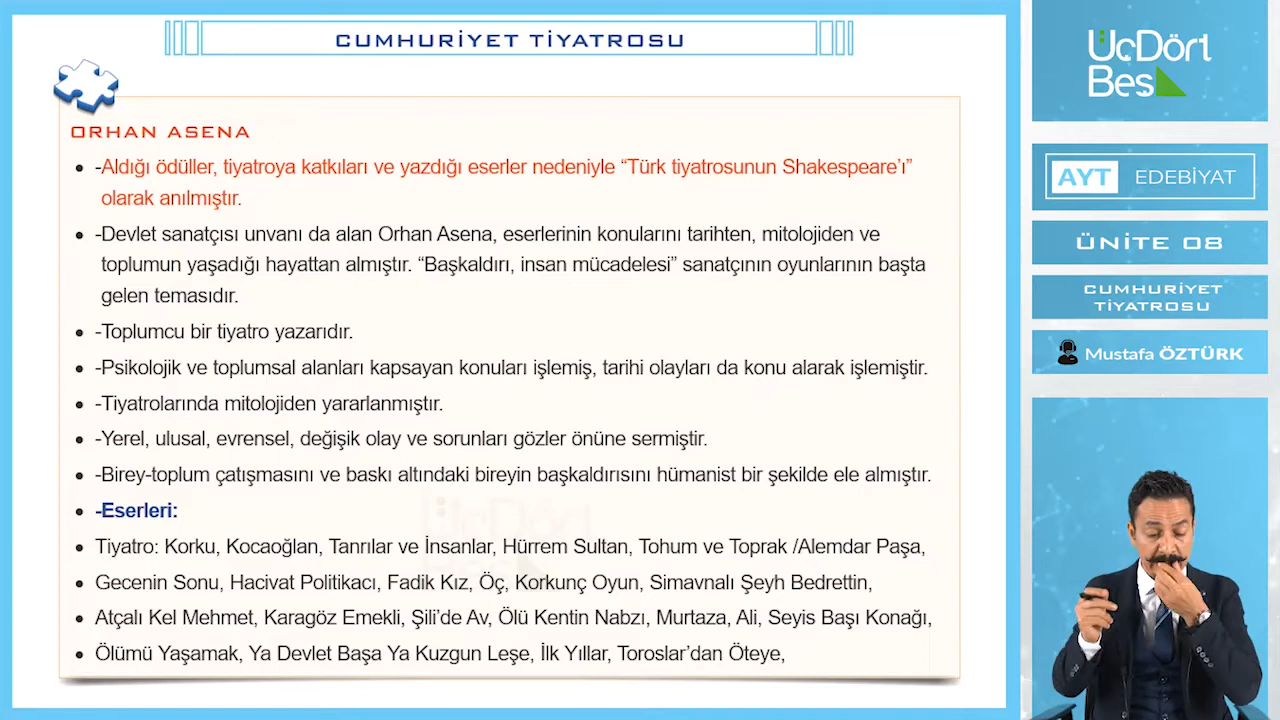 CUMHURİYET TİYATROSU
ORHAN ASENA
-Aldığı ödüller, tiyatroya katkıları ve yazdığı eserler nedeniyle “Türk tiyatrosunun Shakespeare’ı”
olarak anılmıştır.
-Devlet sanatçısı unvanı da alan Orhan Asena, eserlerinin konularını tarihten, mitolojiden ve
toplumun yaşadığı hayattan almıştır. “Başkaldırı, insan mücadelesi” sanatçının oyunlarının başta
gelen temasıdır.
-Toplumcu bir tiyatro yazarıdır.
-Psikolojik ve toplumsal alanları kapsayan konuları işlemiş, tarihi olayları da konu alarak işlemiştir.
-Tiyatrolarında mitolojiden yararlanmıştır.
-Yerel, ulusal, evrensel, değişik olay ve sorunları gözler önüne sermiştir.
-Birey-toplum çatışmasını ve baskı altındaki bireyin başkaldırısını hümanist bir şekilde ele almıştır.
-Eserleri:
Tiyatro: Korku, Kocaoğlan, Tanrılar ve İnsanlar, Hürrem Sultan, Tohum ve Toprak /Alemdar Paşa,
Gecenin Sonu, Hacivat Politikacı, Fadik Kız, Öç, Korkunç Oyun, Simavnalı Şeyh Bedrettin,
Atçalı Kel Mehmet, Karagöz Emekli, Şili’de Av, Ölü Kentin Nabzı, Murtaza, Ali, Seyis Başı Konağı,
Ölümü Yaşamak, Ya Devlet Başa Ya Kuzgun Leşe, İlk Yıllar, Toroslar’dan Öteye,
ÜçDört
ÜçDört
Beş
AYT EDEBİYAT
ÜNİTE 08
CUMHURİYET
TİYATROSU
Mustafa ÖZTÜRK